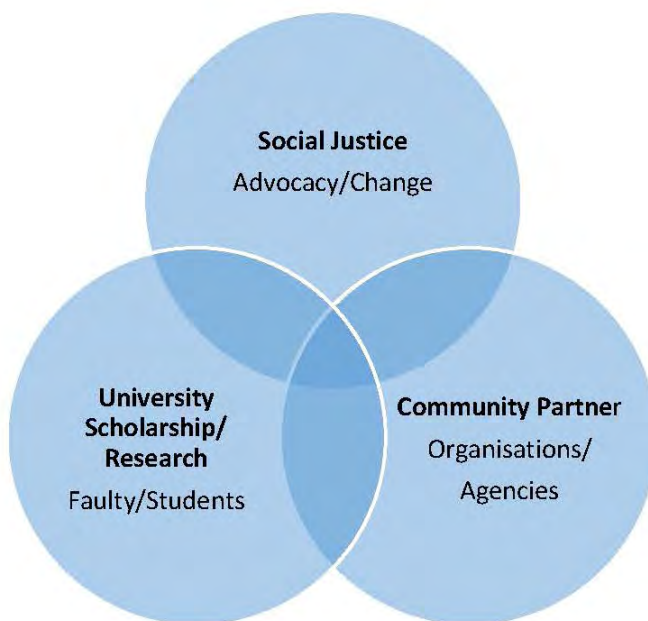 Social Justice
Advocacy/Change
University
Scholarship/
Research
Faulty/Students
Community Partner
Organisations/
Agencies